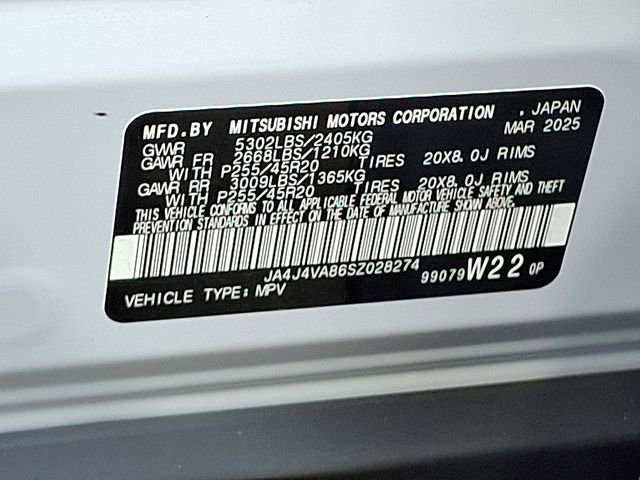 MFD.BY MITSUBISHI MOTORS CORPORATION , JAPAN
GVWR 5302LBS/2405KG MAR 2025
GAWR FR 2668LBS/1210KG
WITH P255/45R20 TIRES 20X8.0J RIMS
GAWR RR 3009LBS/1365KG
WITH P255/45R20 TIRES 20X8.0J RIMS
THIS VEHICLE CONFORMS TO ALL APPLICABLE FEDERAL MOTOR VEHICLE SAFETY AND THEFT
PREVENTION STANDARDS IN EFFECT ON THE DATE OF MANUFACTURE SHOWN ABOVE.
JA4J4VA86SZ028274
VEHICLE TYPE: MPV 99079 W22 0P